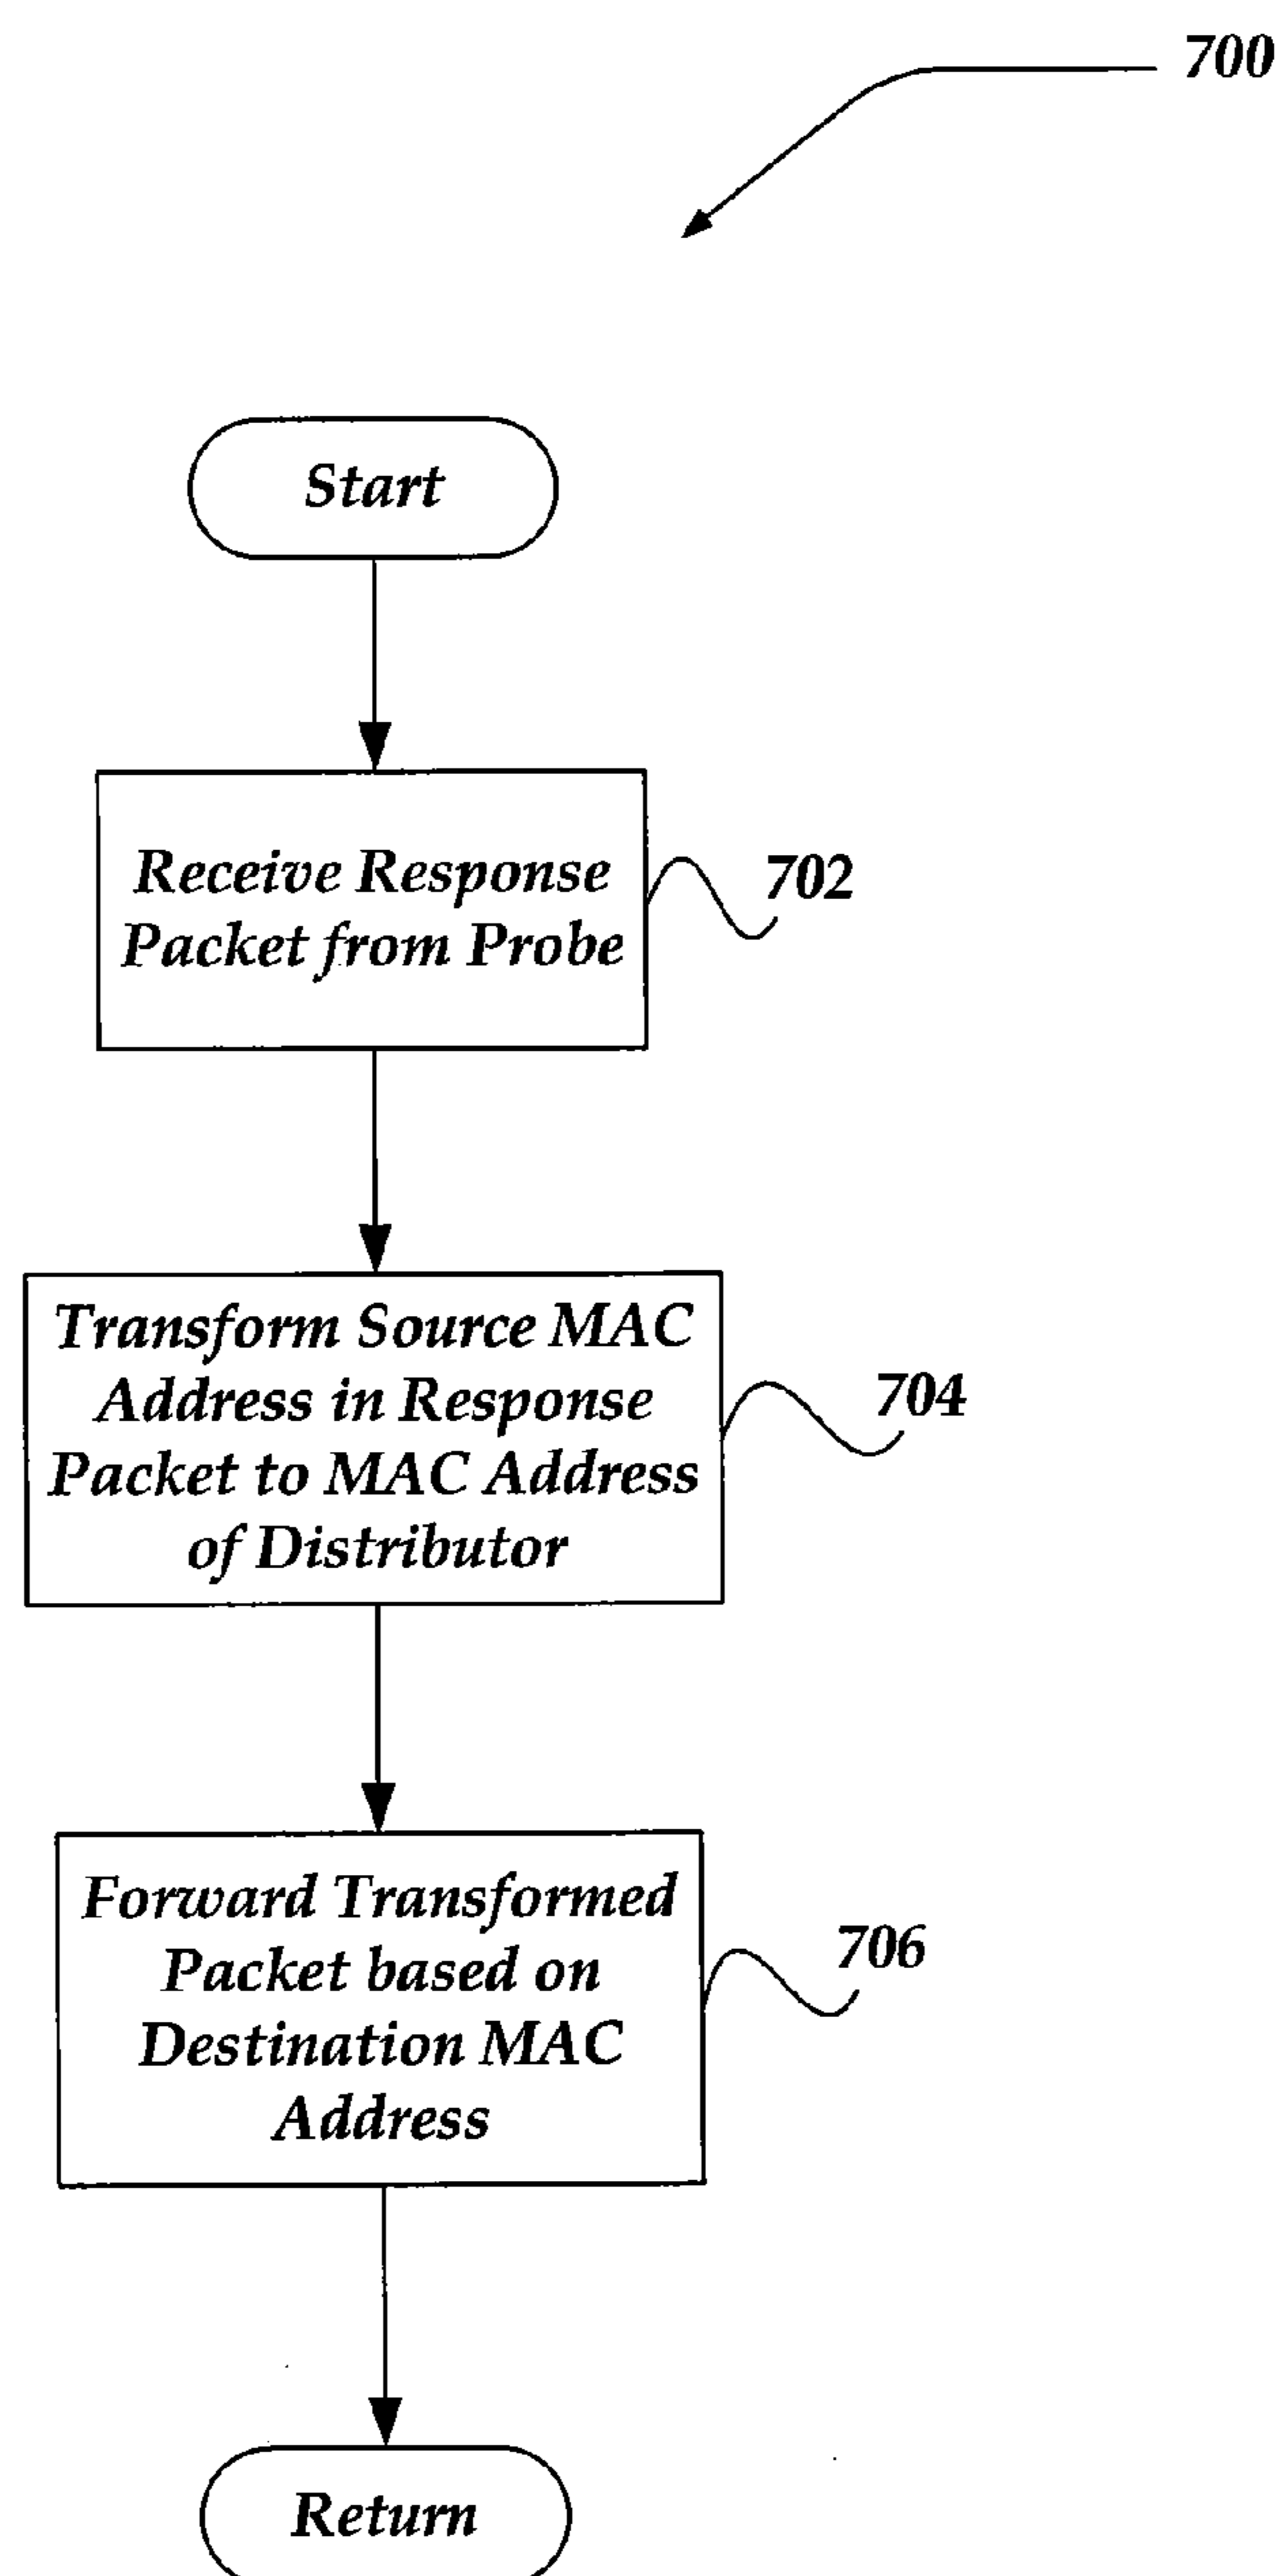 700
Start
Receive Response
Packet from Probe
702
Transform Source MAC
Address in Response
Packet to MAC Address
of Distributor
704
Forward Transformed
Packet based on
Destination MAC
Address
706
Return